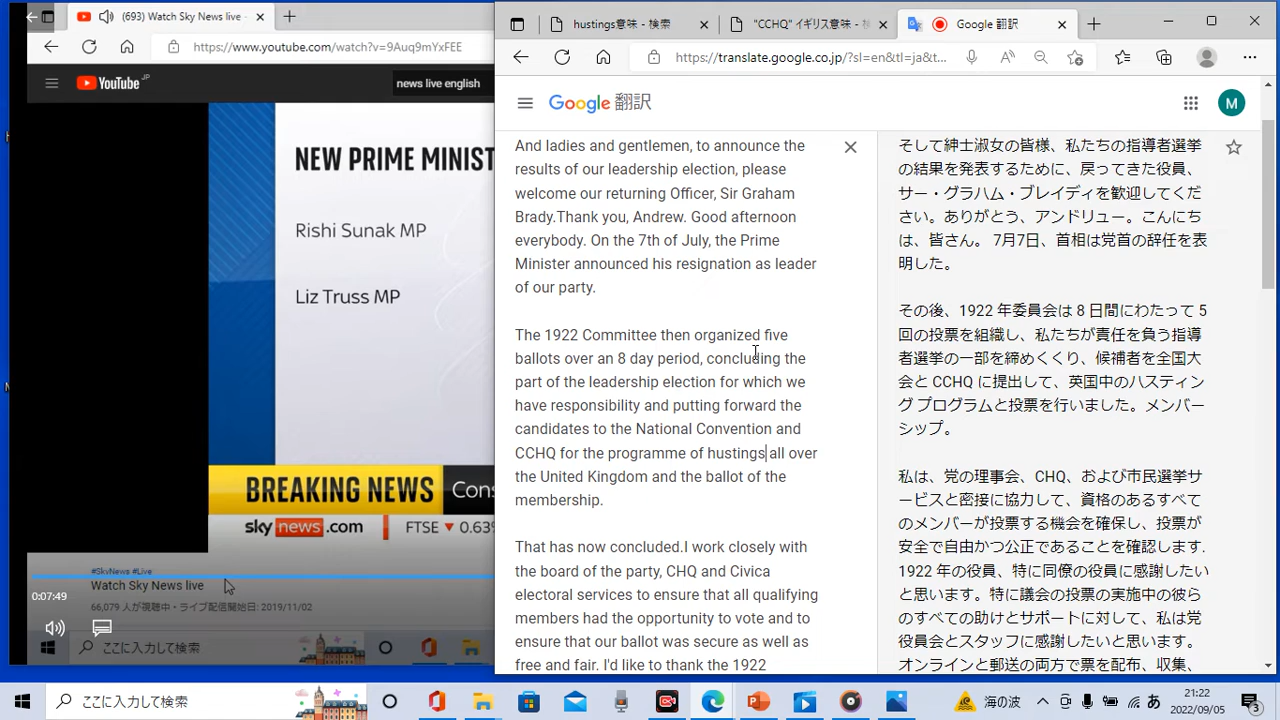 (693) Watch Sky News live -
https://www.youtube.com/watch?v=9Auq9mYxFEE
YouTube JP
news live english
NEW PRIME MINIST
Rishi Sunak MP
Liz Truss MP
BREAKING NEWS
Cons
sky news.com
FTSE ▼ 0.63%
#SkyNews #Live
Watch Sky News live
0:07:49
66,079 人が視聴中・ライブ配信開始日: 2019/11/02
ここに入力して検索
hustings意味 - 検索
"CCHQ" イギリス意味 - 検
Google 翻訳
https://translate.google.co.jp/?sl=en&tl=ja&t...
Google 翻訳
M
And ladies and gentlemen, to announce the
results of our leadership election, please
welcome our returning Officer, Sir Graham
Brady.Thank you, Andrew. Good afternoon
everybody. On the 7th of July, the Prime
Minister announced his resignation as leader
of our party.
The 1922 Committee then organized five
ballots over an 8 day period, concluding the
part of the leadership election for which we
have responsibility and putting forward the
candidates to the National Convention and
CCHQ for the programme of hustings all over
the United Kingdom and the ballot of the
membership.
That has now concluded.I work closely with
the board of the party, CHQ and Civica
electoral services to ensure that all qualifying
members had the opportunity to vote and to
ensure that our ballot was secure as well as
free and fair. I'd like to thank the 1922
そして紳士淑女の皆様、私たちの指導者選挙
の結果を発表するために、戻ってきた役員、
サー・グラハム・ブレイディを歓迎してくだ
さい。ありがとう、アンドリュー。こんにち
は、皆さん。 7月7日、首相は党首の辞任を表
明した。
その後、1922 年委員会は 8 日間にわたって 5
回の投票を組織し、私たちが責任を負う指導
者選挙の一部を締めくくり、候補者を全国大
会と CCHQ に提出して、英国中のハスティン
グ プログラムと投票を行いました。メンバー
シップ。
私は、党の理事会、CHQ、および市民選挙サ
ービスと密接に協力して、資格のあるすべて
のメンバーが投票する機会を確保し、投票が
安全で自由かつ公正であることを確認します.
1922 年の役員、特に同僚の役員に感謝したい
と思います。特に議会の投票の実施中の彼ら
のすべての助けとサポートに対して、私は党
役員会とスタッフに感謝したいと思います。
オンラインと郵送の両方で票を配布、収集、
ここに入力して検索
海の波
あ
21:22
2022/09/05
3